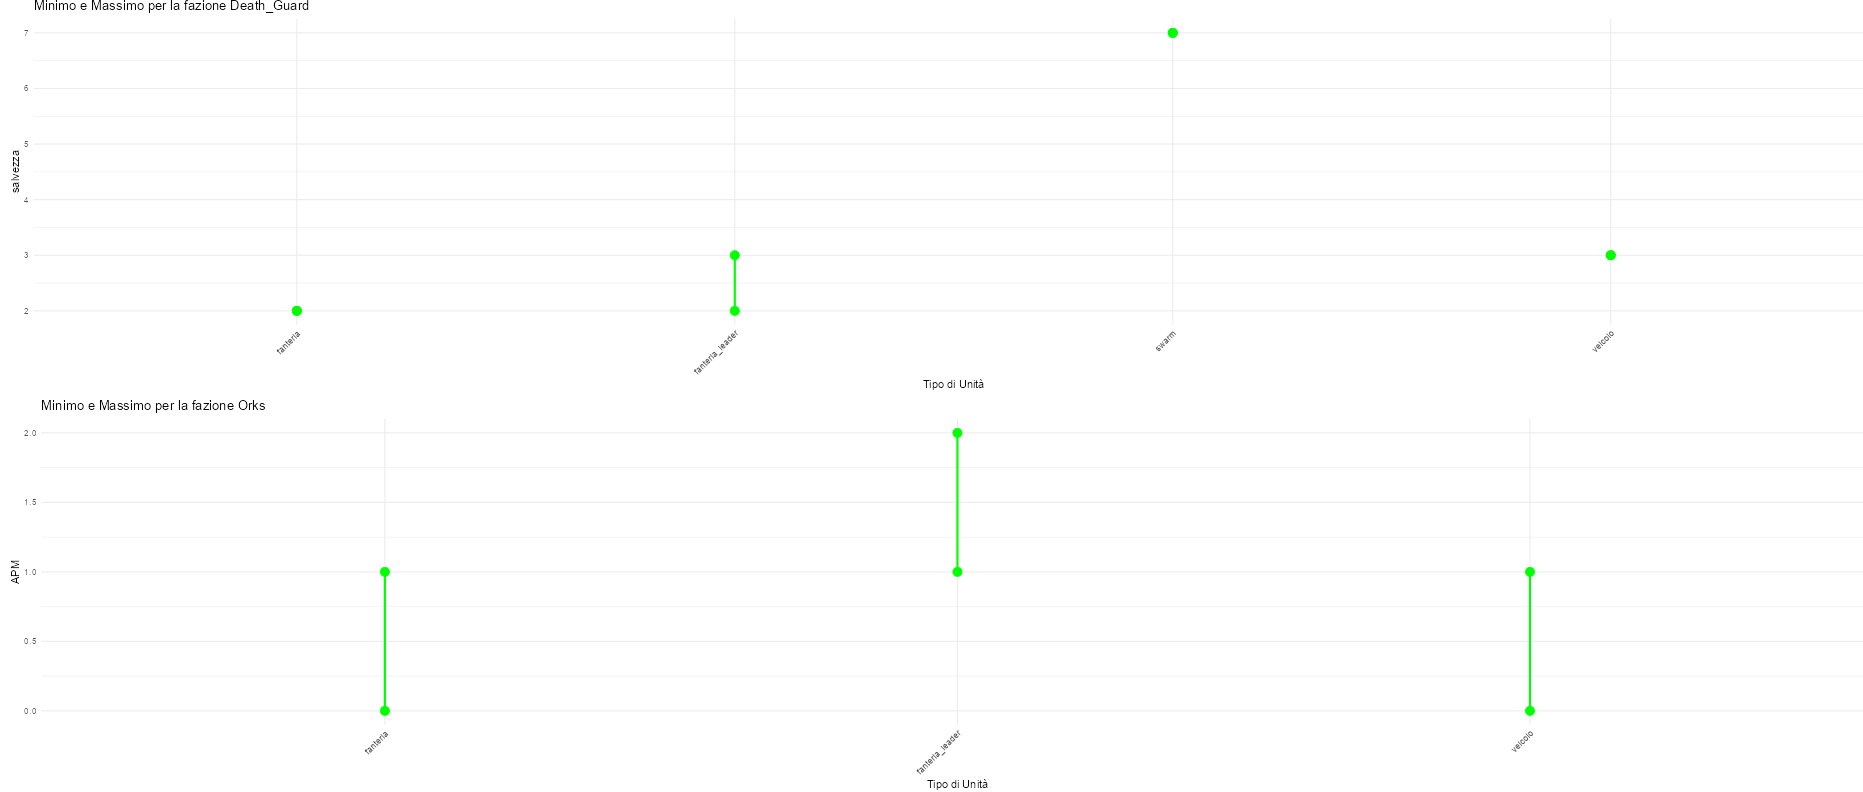 Minimo e Massimo per la fazione Death_Guard
salvezza
7
6
5
4
3
2
fanteria
fanteria_leader
swarm
veicolo
Tipo di Unità
Minimo e Massimo per la fazione Orks
APM
2.0
1.5
1.0
0.5
0.0
fanteria
fanteria_leader
veicolo
Tipo di Unità